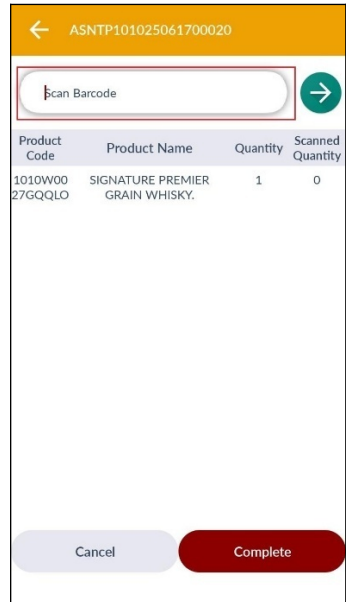 ASNTP101025061700020
Scan Barcode
Product Code Product Name Quantity Scanned Quantity
1010W00 SIGNATURE PREMIER 1 0
27GQQLO GRAIN WHISKY.
Cancel Complete